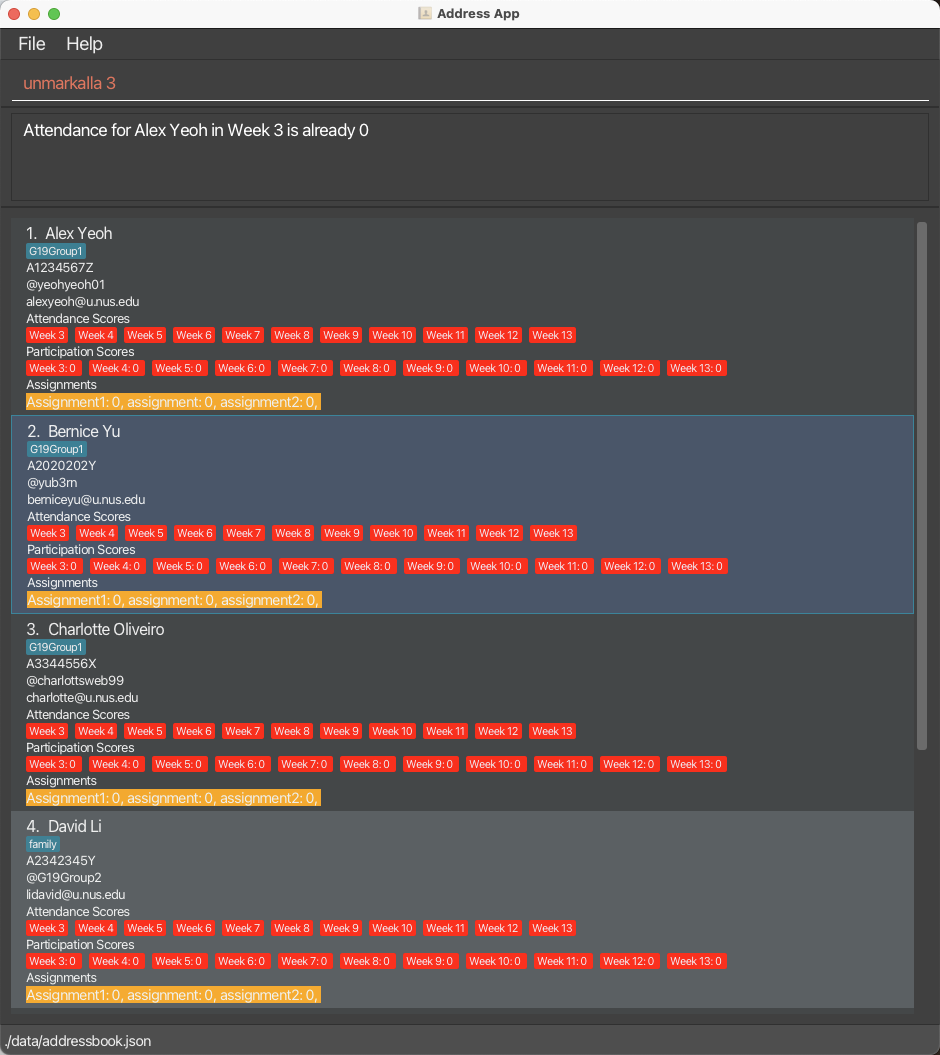 Address App
File Help
unmarkalla 3
Attendance for Alex Yeoh in Week 3 is already 0
1. Alex Yeoh
G19Group1
A1234567Z
@yeohyeoh01
alexyeoh@u.nus.edu
Attendance Scores
Week 3 Week 4 Week 5 Week 6 Week 7 Week 8 Week 9 Week 10 Week 11 Week 12 Week 13
Participation Scores
Week 3: 0 Week 4: 0 Week 5: 0 Week 6: 0 Week 7: 0 Week 8: 0 Week 9: 0 Week 10: 0 Week 11: 0 Week 12: 0 Week 13: 0
Assignments
Assignment1: 0, assignment: 0, assignment2: 0,
2. Bernice Yu
G19Group1
A2020202Y
@yub3rn
berniceyu@u.nus.edu
Attendance Scores
Week 3 Week 4 Week 5 Week 6 Week 7 Week 8 Week 9 Week 10 Week 11 Week 12 Week 13
Participation Scores
Week 3: 0 Week 4: 0 Week 5: 0 Week 6: 0 Week 7: 0 Week 8: 0 Week 9: 0 Week 10: 0 Week 11: 0 Week 12: 0 Week 13: 0
Assignments
Assignment1: 0, assignment: 0, assignment2: 0,
3. Charlotte Oliveiro
G19Group1
A3344556X
@charlottsweb99
charlotte@u.nus.edu
Attendance Scores
Week 3 Week 4 Week 5 Week 6 Week 7 Week 8 Week 9 Week 10 Week 11 Week 12 Week 13
Participation Scores
Week 3: 0 Week 4: 0 Week 5: 0 Week 6: 0 Week 7: 0 Week 8: 0 Week 9: 0 Week 10: 0 Week 11: 0 Week 12: 0 Week 13: 0
Assignments
Assignment1: 0, assignment: 0, assignment2: 0,
4. David Li
family
A2342345Y
@G19Group2
lidavid@u.nus.edu
Attendance Scores
Week 3 Week 4 Week 5 Week 6 Week 7 Week 8 Week 9 Week 10 Week 11 Week 12 Week 13
Participation Scores
Week 3: 0 Week 4: 0 Week 5: 0 Week 6: 0 Week 7: 0 Week 8: 0 Week 9: 0 Week 10: 0 Week 11: 0 Week 12: 0 Week 13: 0
Assignments
Assignment1: 0, assignment: 0, assignment2: 0,
./data/addressbook.json